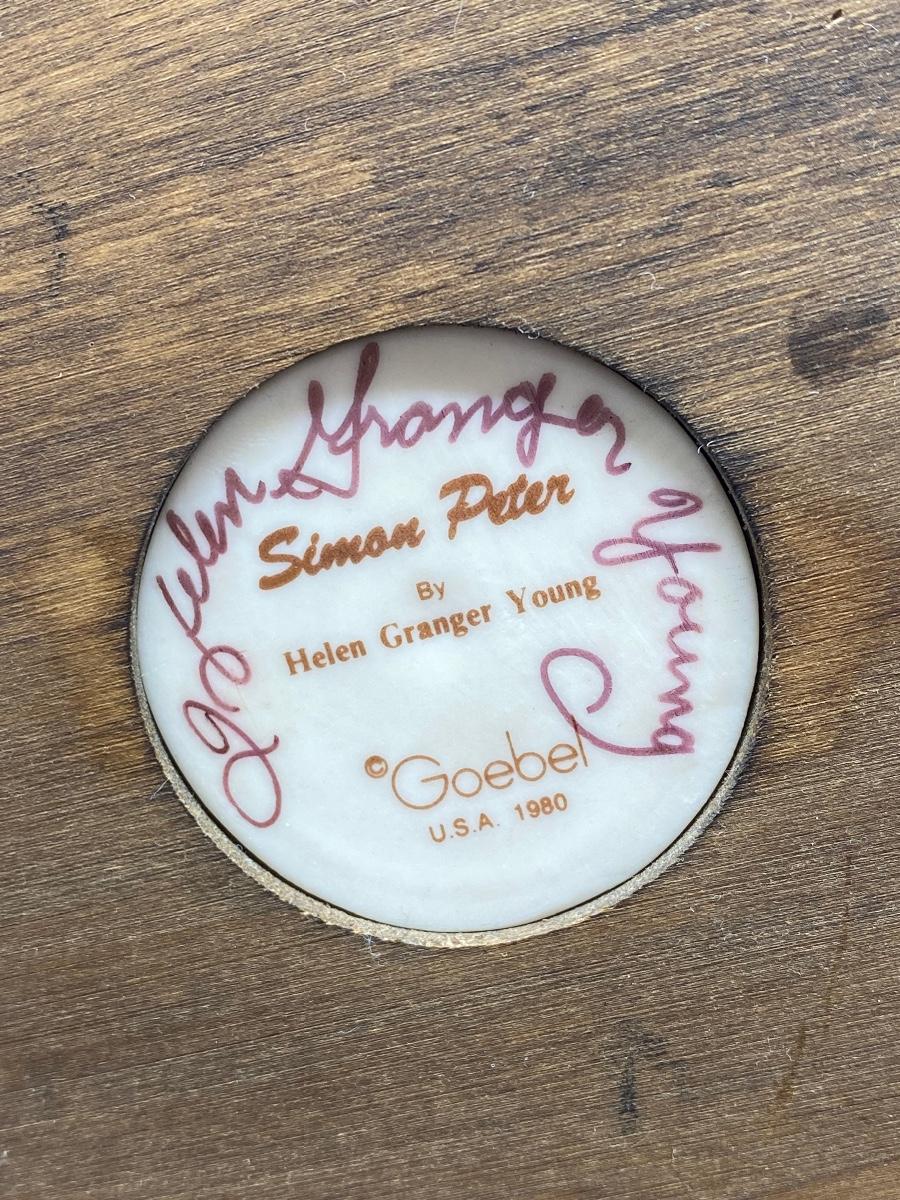 Helen Granger Young
Simon Peter
By
Helen Granger Young
© Goebel
U.S.A. 1980